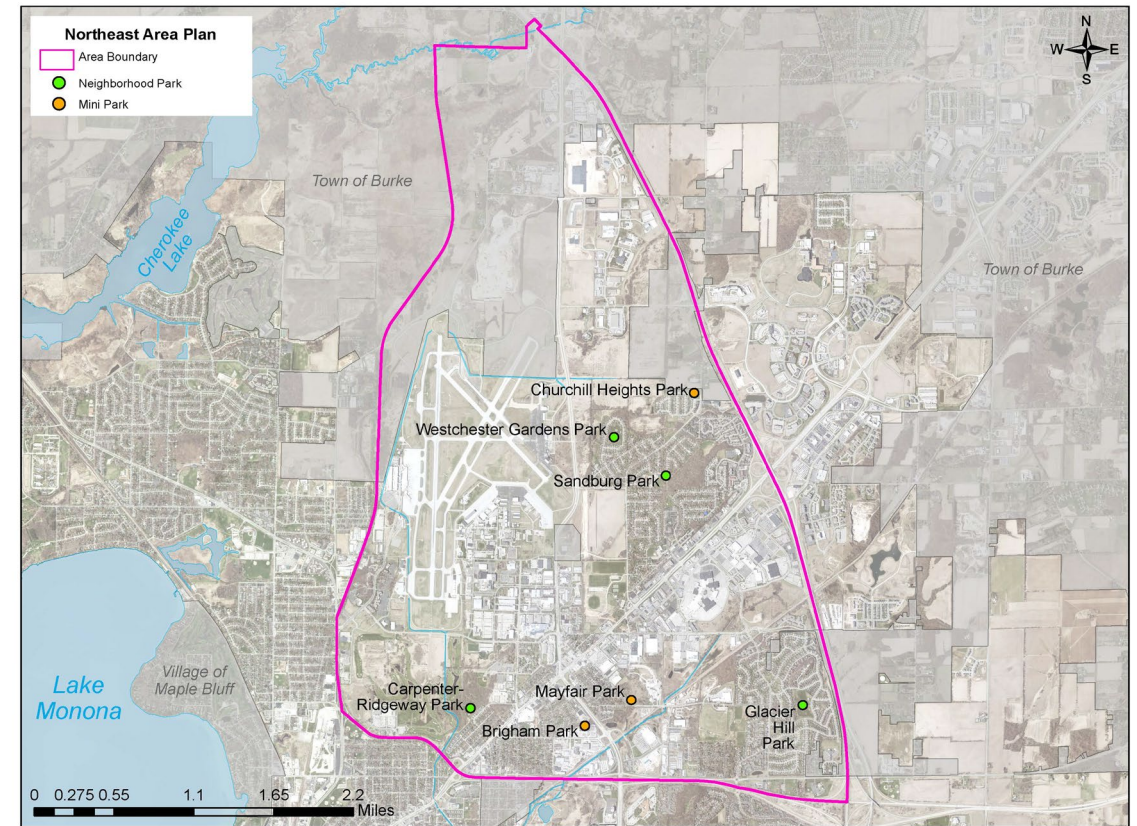 Northeast Area Plan
Area Boundary
Neighborhood Park
Mini Park
N
W E
S
Town of Burke
Cherokee
Lake
Town of Burke
Churchill Heights Park
Westchester Gardens Park
Sandburg Park
Village of
Maple Bluff
Lake
Monona
Carpenter-
Ridgeway Park
Mayfair Park
Brigham Park
Glacier
Hill
Park
0 0.275 0.55 1.1 1.65 2.2
Miles